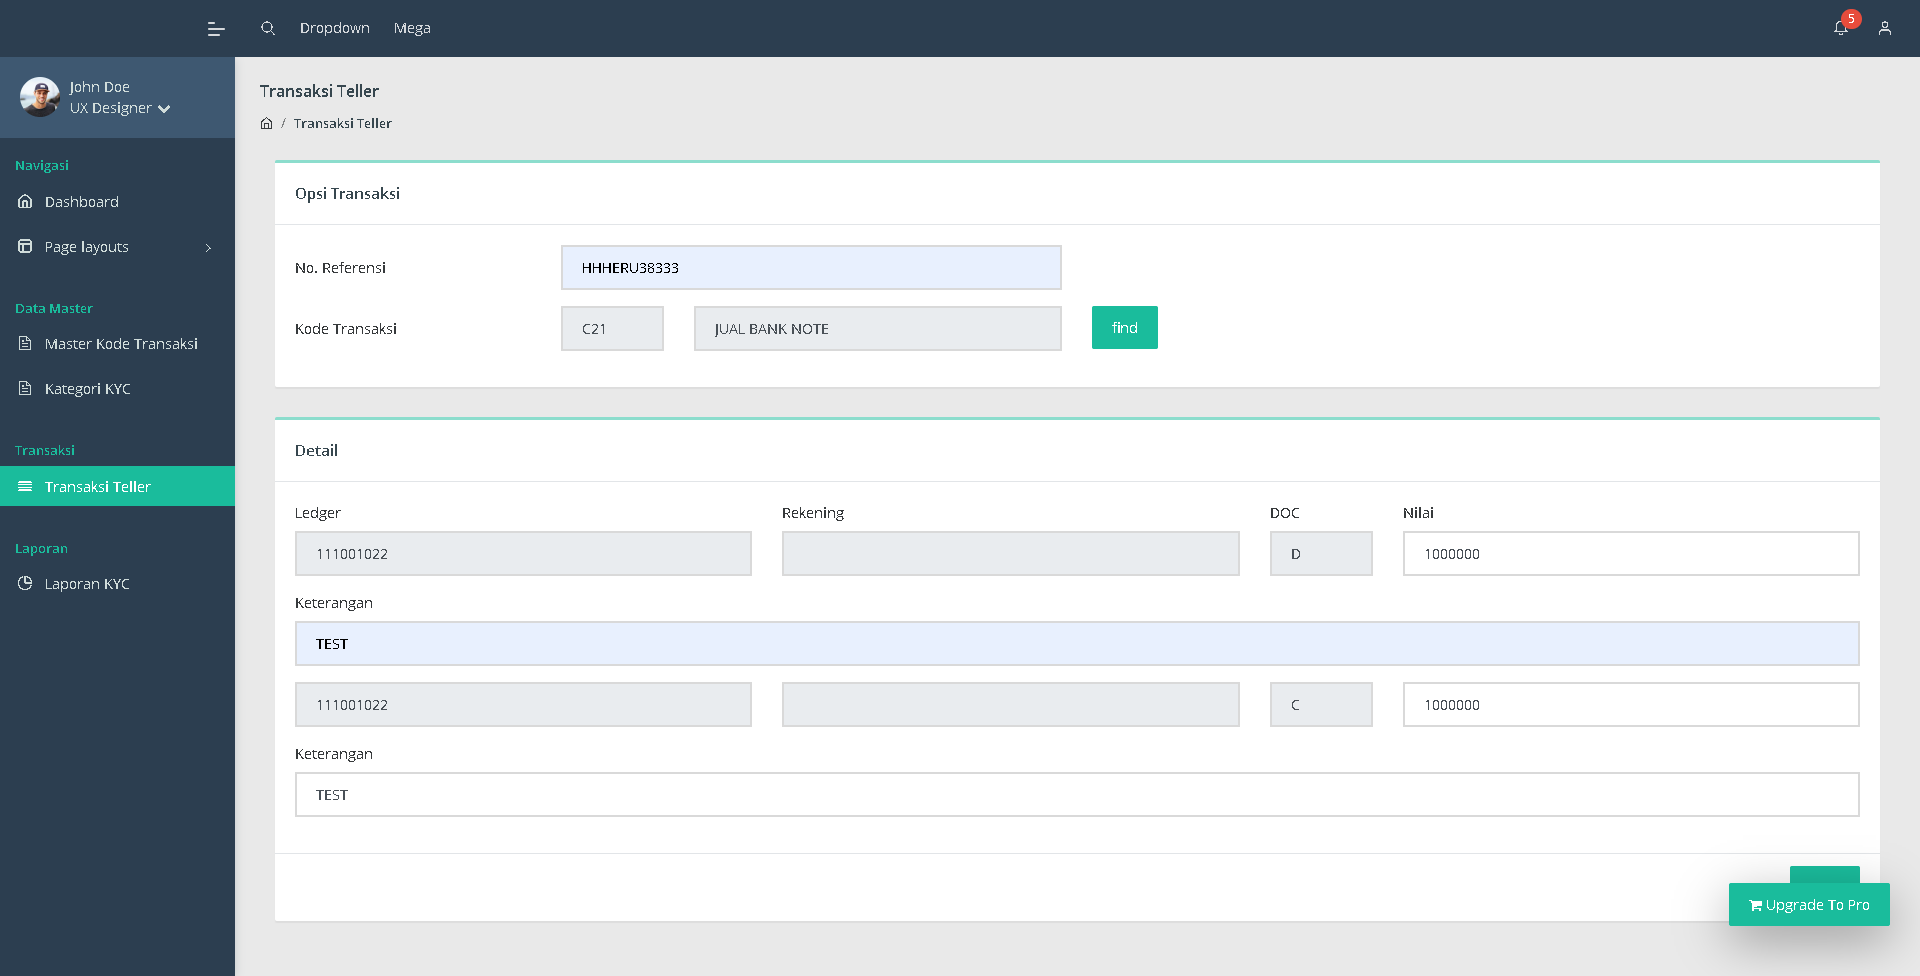 Dropdown Mega 5
John Doe
UX Designer
Navigasi
Dashboard
Page layouts
Data Master
Master Kode Transaksi
Kategori KYC
Transaksi
Transaksi Teller
Laporan
Laporan KYC
Transaksi Teller
/ Transaksi Teller
Opsi Transaksi
No. Referensi HHHERU38333
Kode Transaksi C21 JUAL BANK NOTE find
Detail
Ledger Rekening DOC Nilai
111001022 D 1000000
Keterangan
TEST
111001022 C 1000000
Keterangan
TEST
Upgrade To Pro